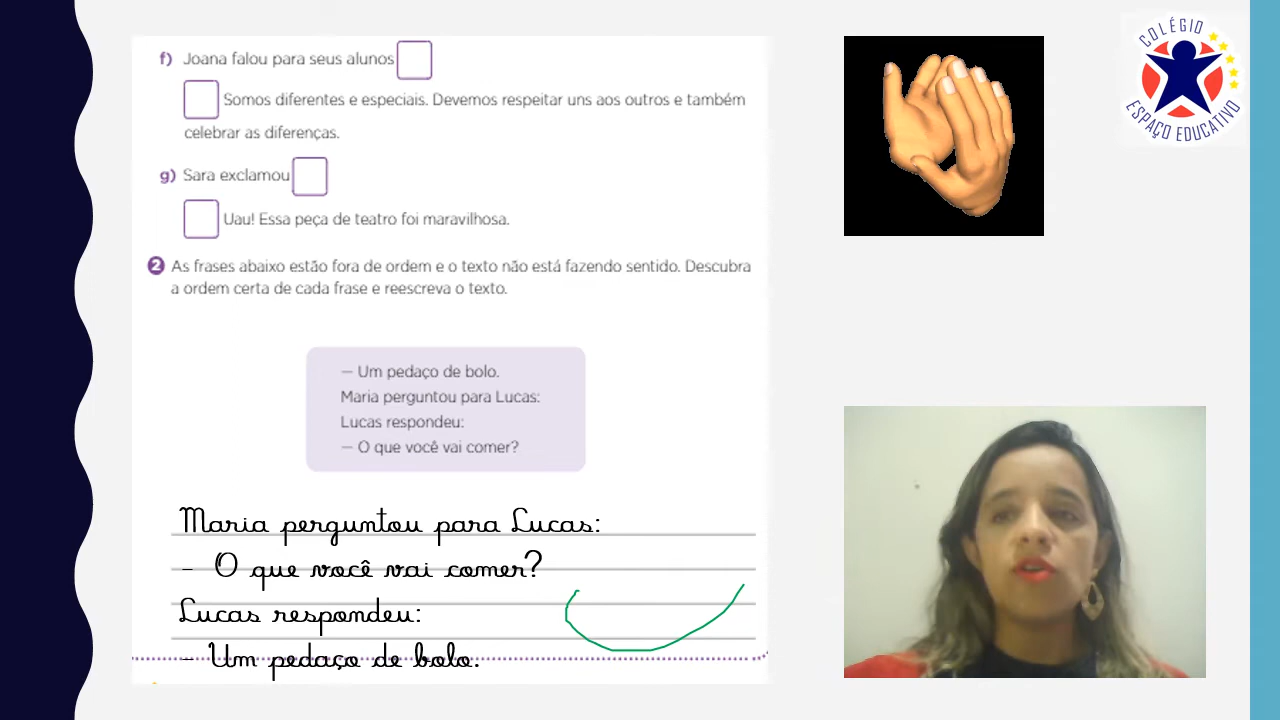 f) Joana falou para seus alunos
Somos diferentes e especiais. Devemos respeitar uns aos outros e também
celebrar as diferenças.
g) Sara exclamou
Uau! Essa peça de teatro foi maravilhosa.
2 As frases abaixo estão fora de ordem e o texto não está fazendo sentido. Descubra
a ordem certa de cada frase e reescreva o texto.
— Um pedaço de bolo.
Maria perguntou para Lucas:
Lucas respondeu:
— O que você vai comer?
Maria perguntou para Lucas:
- O que você vai comer?
Lucas respondeu:
- Um pedaço de bolo.
COLÉGIO
ESPAÇO EDUCATIVO